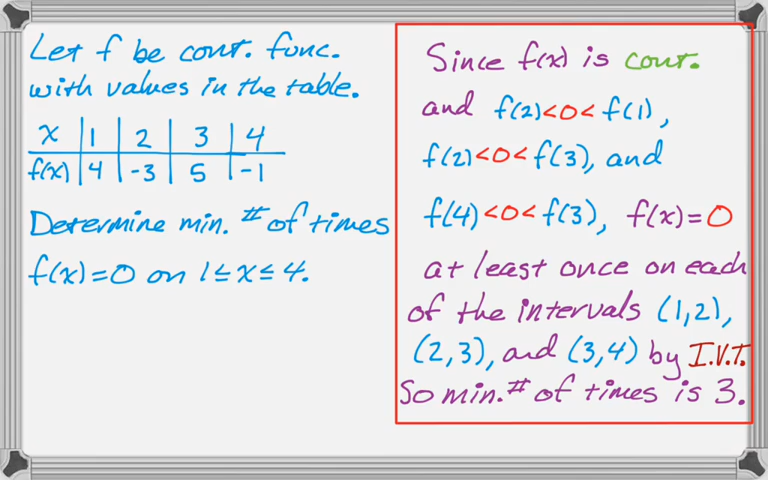 Let f be cont. func.
with values in the table.
x | 1 | 2 | 3 | 4
f(x) | 4 | -3 | 5 | -1
Determine min. # of times
f(x)=0 on 1≤x≤4.
Since f(x) is cont.
and f(2)<0<f(1),
f(2)<0<f(3), and
f(4)<0<f(3), f(x)=0
at least once on each
of the intervals (1,2),
(2,3), and (3,4) by I.V.T.
So min. # of times is 3.